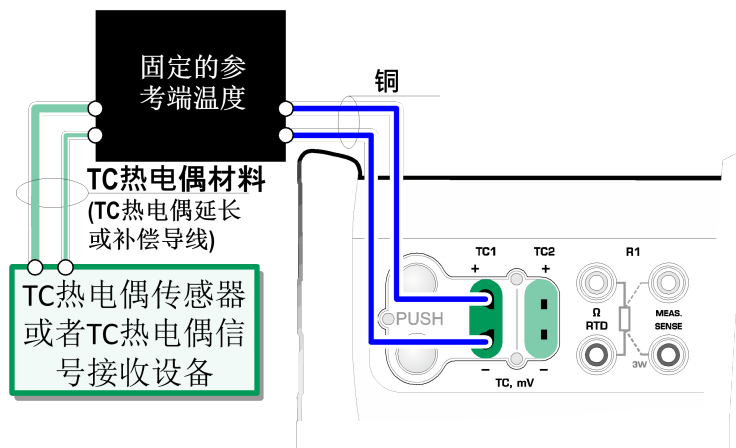 固定的参
考端温度
铜
TC热电偶材料
(TC热电偶延长
或补偿导线)
TC热电偶传感器
或者TC热电偶信
号接收设备
TC1 TC2 R1
+ +
PUSH
Ω
RTD
MEAS.
SENSE
3W
− −
TC, mV